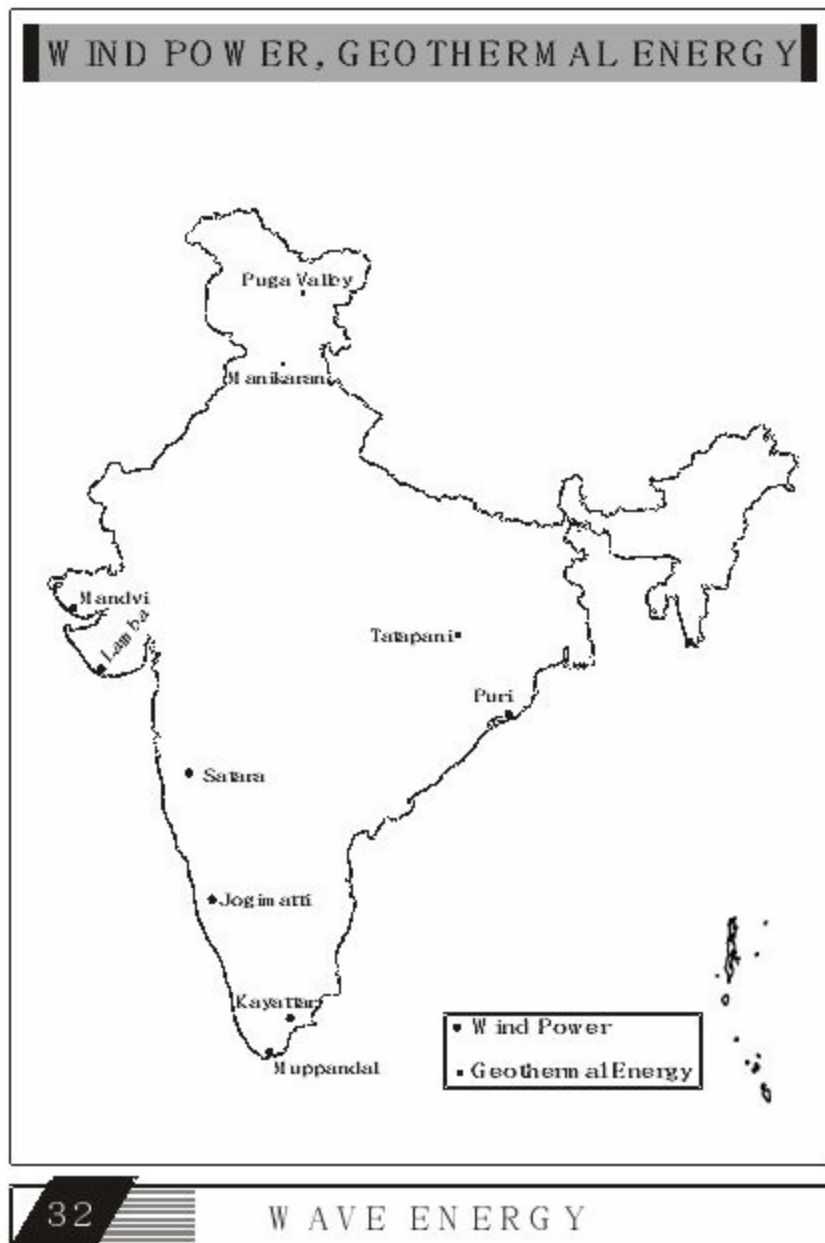 WIND POWER, GEOTHERMAL ENERGY
Puga Valley
Manikaran
Mandvi
Lamba
Tatapani
Puri
Satara
Jogimatti
Kayattar
Muppandal
Wind Power
Geothermal Energy
32
WAVE ENERGY